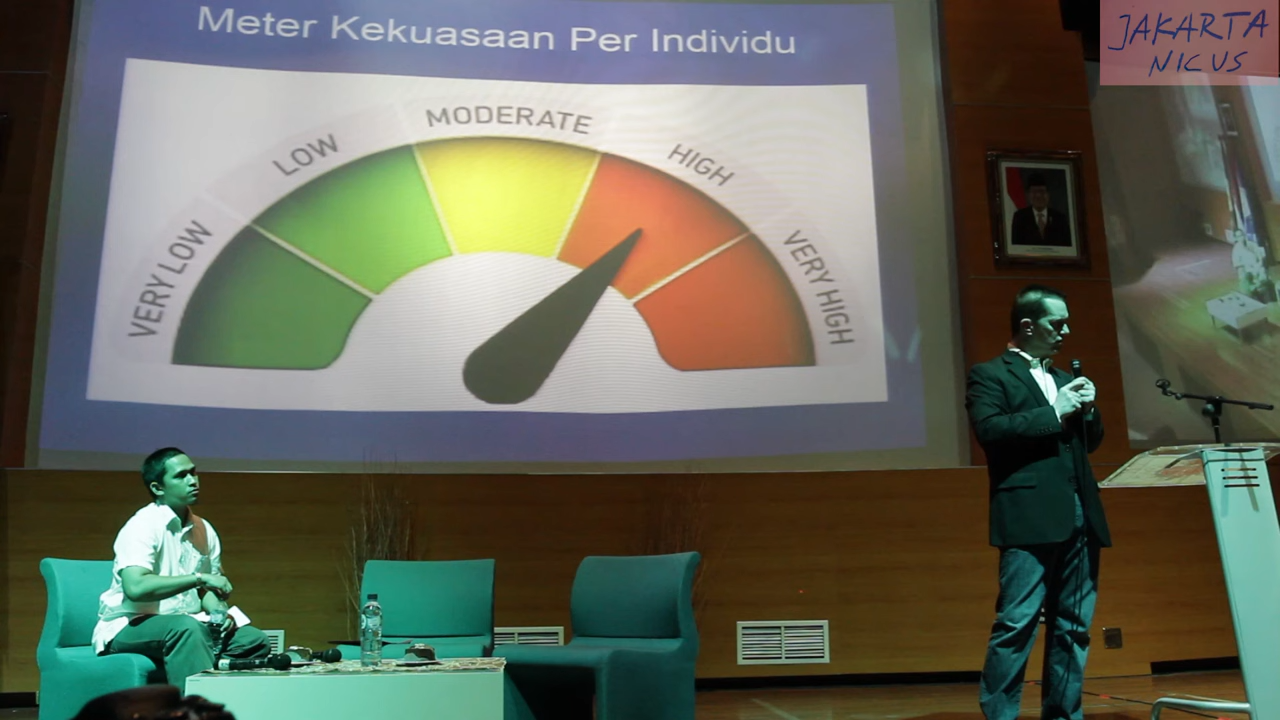 Meter Kekuasaan Per Individu
VERY LOW
LOW
MODERATE
HIGH
VERY HIGH
JAKARTA
NICUS